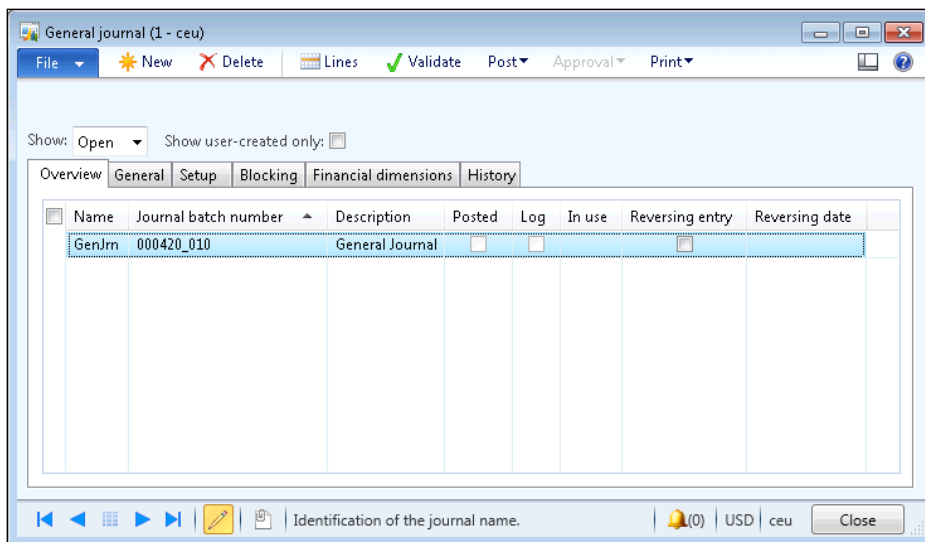 General journal (1 - ceu)
File New Delete Lines Validate Post Approval Print
Show: Open Show user-created only:
Overview General Setup Blocking Financial dimensions History
Name Journal batch number Description Posted Log In use Reversing entry Reversing date
GenJrn 000420_010 General Journal
Identification of the journal name. (0) USD ceu Close